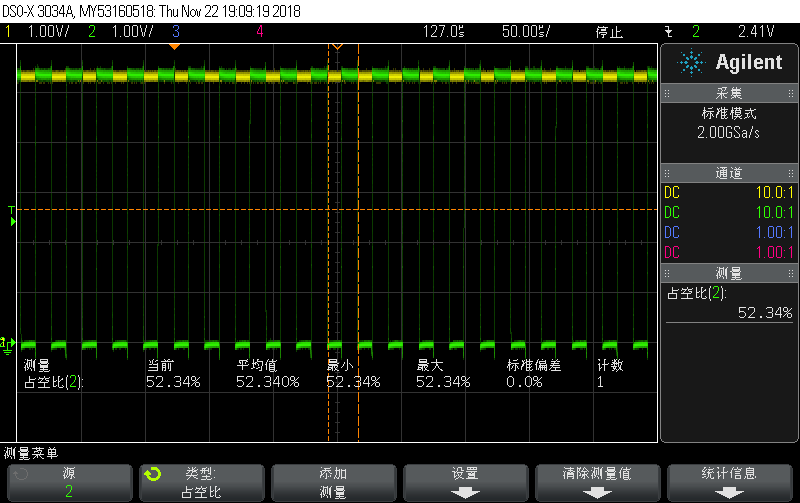 DSO-X 3034A, MY53160518: Thu Nov 22 19:09:19 2018
1 1.00V/ 2 1.00V/ 3 4 127.0s 50.00s/ 停止 2 2.41V
Agilent
采集
标准模式
2.00GSa/s
通道
DC 10.0:1
DC 10.0:1
DC 1.00:1
DC 1.00:1
测量
占空比(2):
52.34%
T
2
测量 当前 平均值 最小 最大 标准偏差 计数
占空比(2): 52.34% 52.340% 52.34% 52.34% 0.0% 1
测量菜单
源
2
类型:
占空比
添加
测量
设置
清除测量值
统计信息